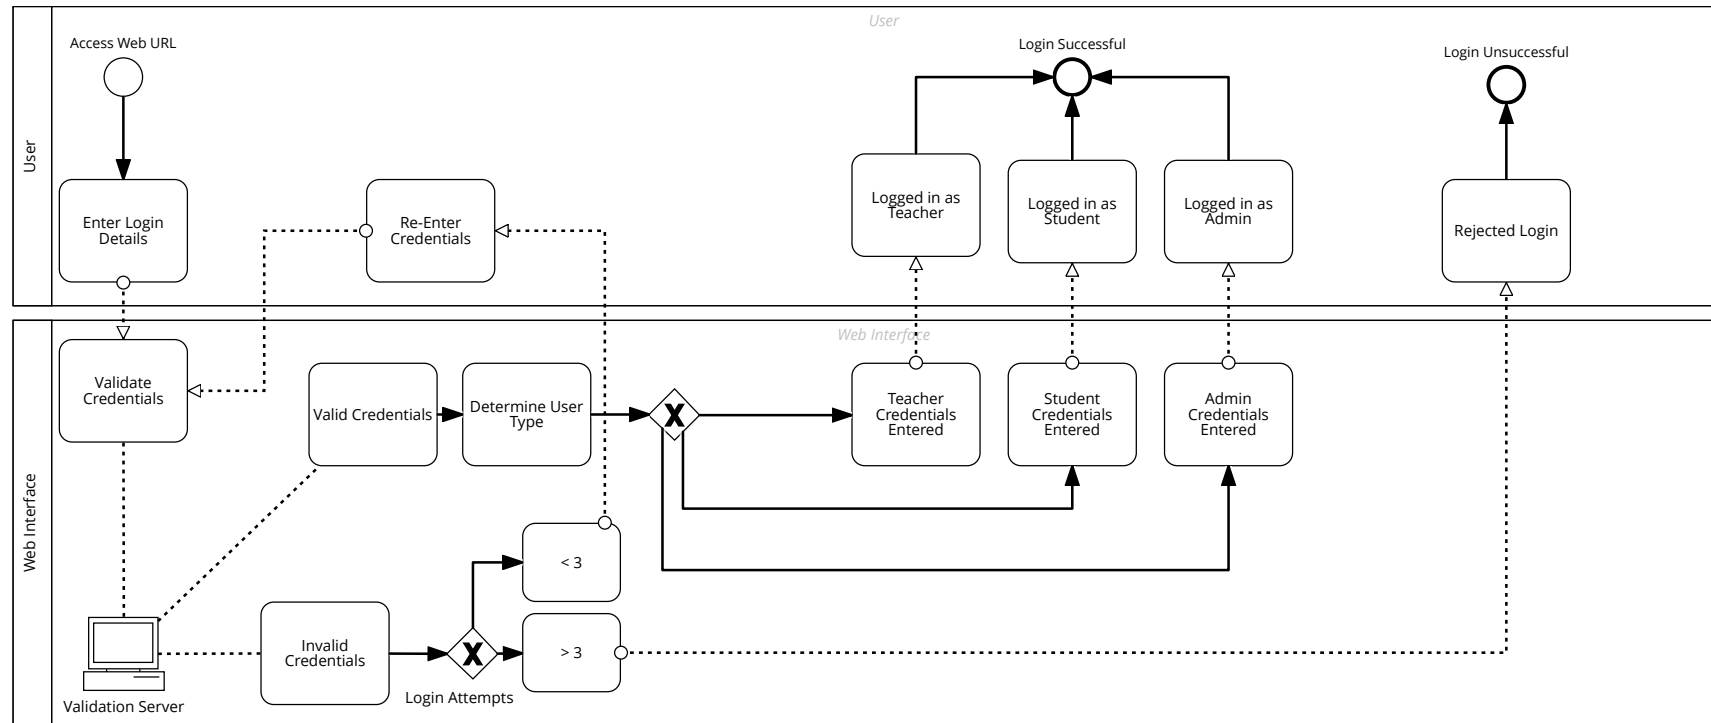 User
User
Access Web URL
Login Successful
Login Unsuccessful
Enter Login
Details
Re-Enter
Credentials
Logged in as
Teacher
Logged in as
Student
Logged in as
Admin
Rejected Login
Web Interface
Web Interface
Validate
Credentials
Valid Credentials
Determine User
Type
X
Teacher
Credentials
Entered
Student
Credentials
Entered
Admin
Credentials
Entered
< 3
Invalid
Credentials
X
> 3
Login Attempts
Validation Server